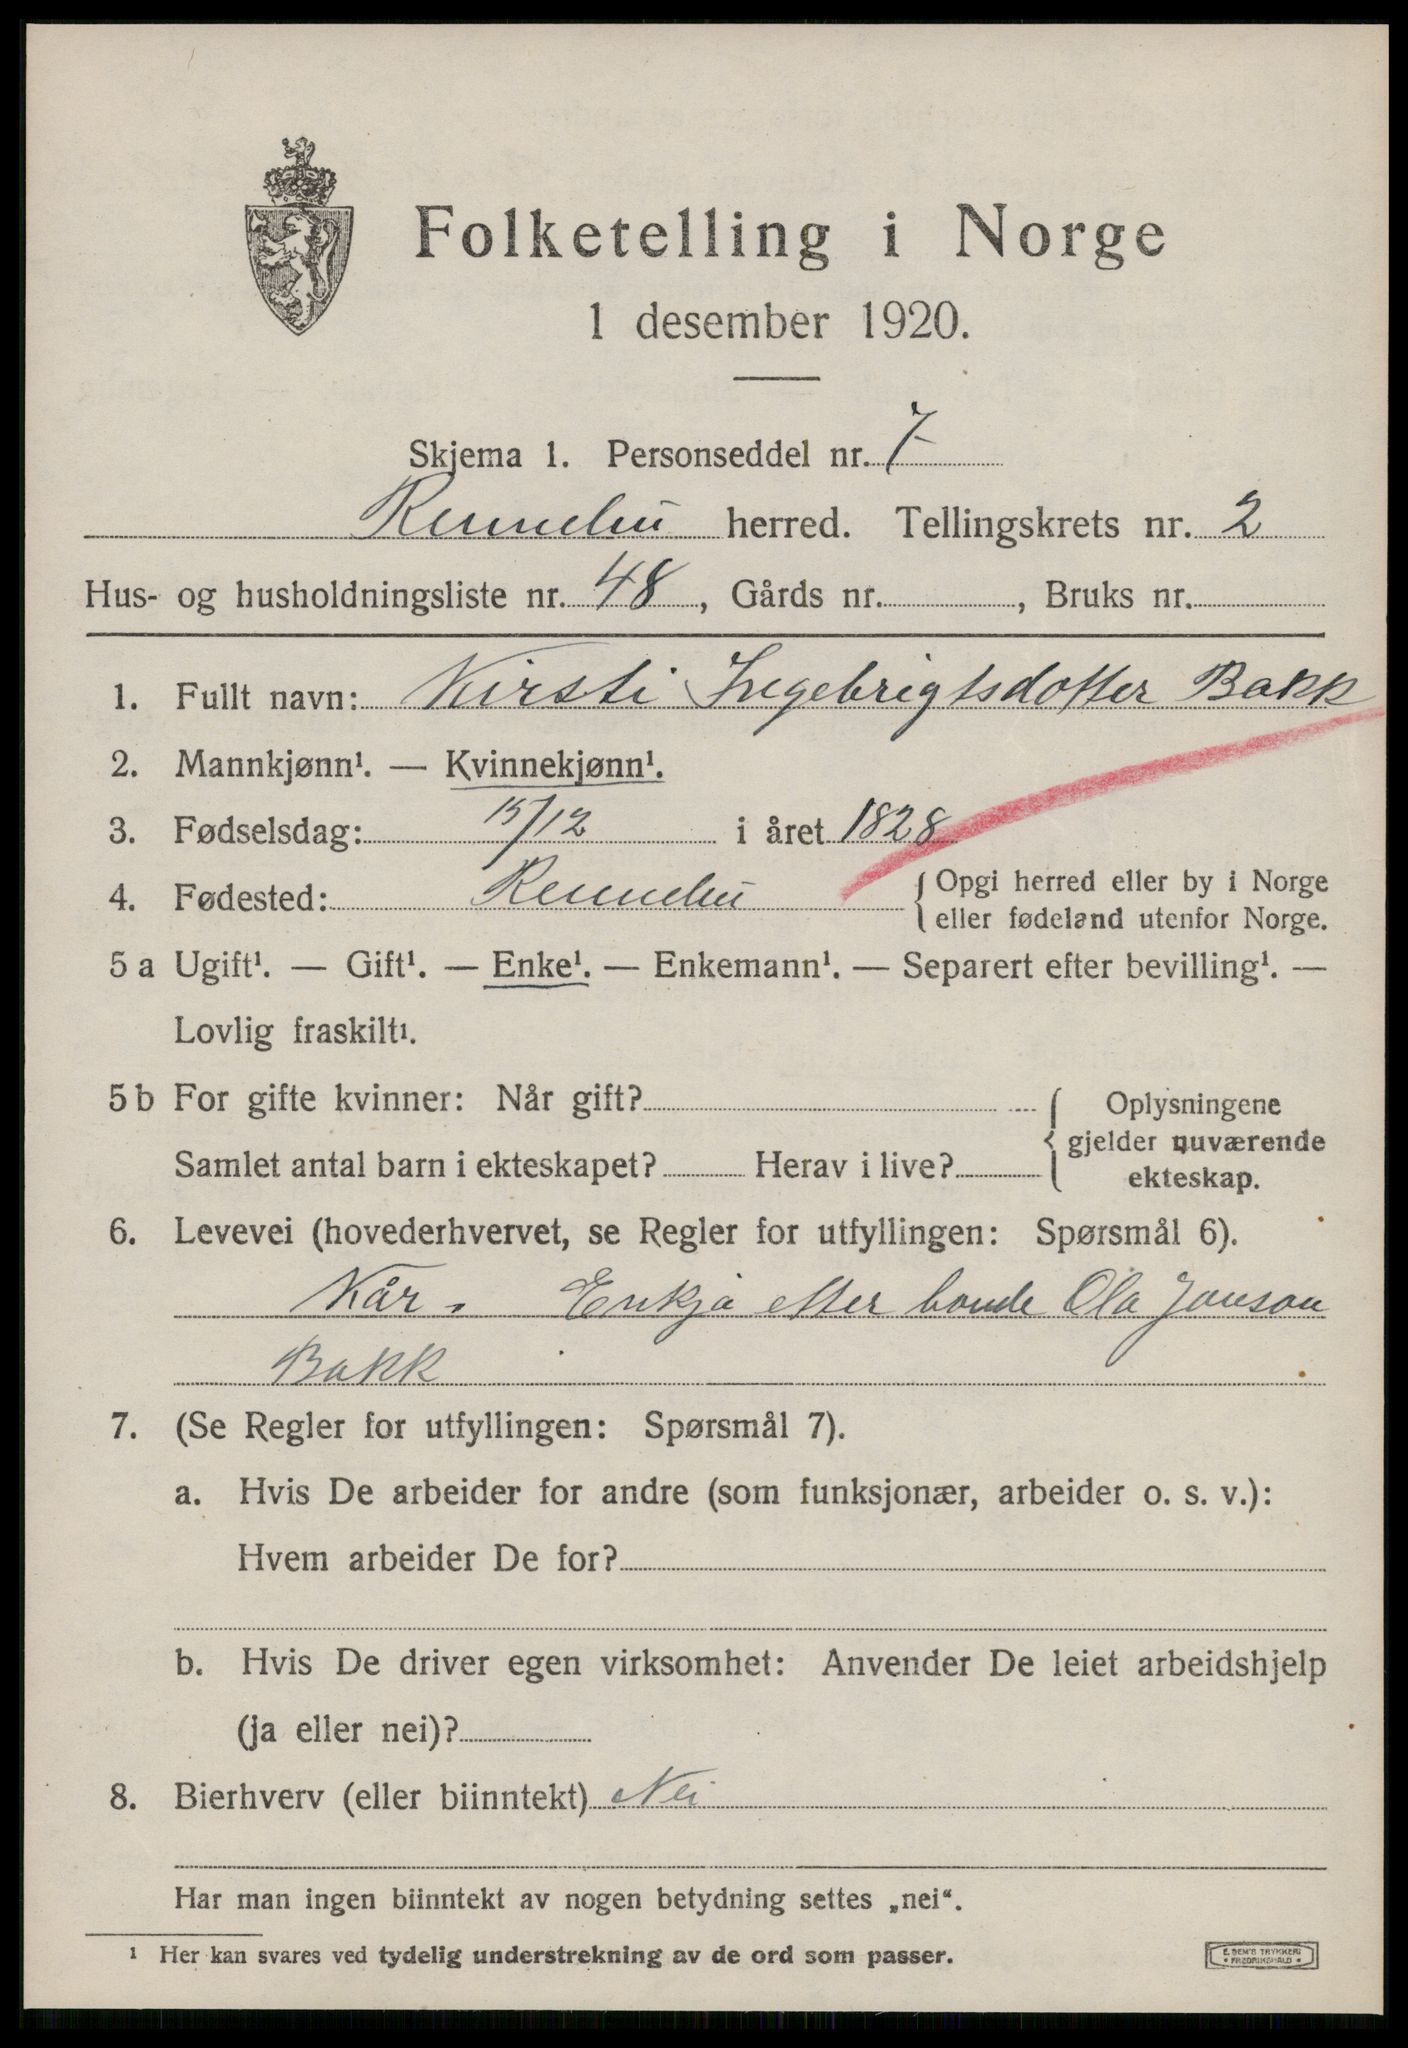 Folketelling i Norge
1 desember 1920.
Skjema 1. Personseddel nr. 7
Rennebu herred. Tellingskrets nr. 2
Hus- og husholdningsliste nr. 48, Gårds nr. , Bruks nr.
1. Fullt navn: Kirsti Ingebrigtsdotter Bakk
2. Mannkjønn¹. — Kvinnekjønn¹.
3. Fødselsdag: 15/12 i året 1828
4. Fødested: Rennebu { Opgi herred eller by i Norge
eller fødeland utenfor Norge.
5 a Ugift¹. — Gift¹. — Enke¹. — Enkemann¹. — Separert efter bevilling¹. —
Lovlig fraskilt¹.
5 b For gifte kvinner: Når gift? { Oplysningene
gjelder nuværende
Samlet antal barn i ekteskapet? Herav i live?
ekteskap.
6. Levevei (hovederhvervet, se Regler for utfyllingen: Spørsmål 6).
Kår. Enkja etter bonde Ola Jonson
Bakk
7. (Se Regler for utfyllingen: Spørsmål 7).
a. Hvis De arbeider for andre (som funksjonær, arbeider o. s. v.):
Hvem arbeider De for?
b. Hvis De driver egen virksomhet: Anvender De leiet arbeidshjelp
(ja eller nei)?
8. Bierhverv (eller biinntekt) Nei
Har man ingen biinntekt av nogen betydning settes „nei“.
¹ Her kan svares ved tydelig understrekning av de ord som passer.
E. SEM'S TRYKKERI
• FREDRIKSHALD •